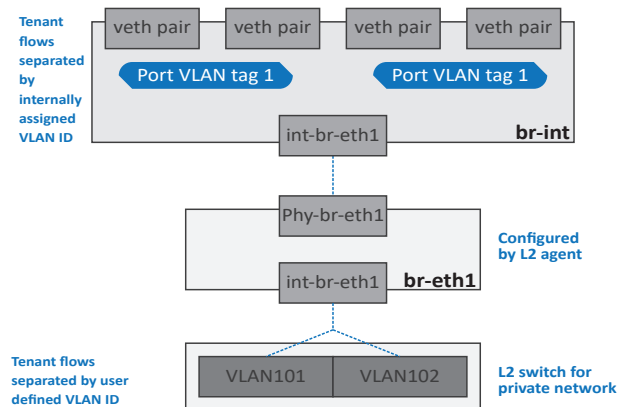 Tenant
flows
separated
by
internally
assigned
VLAN ID
veth pair
veth pair
veth pair
veth pair
Port VLAN tag 1
Port VLAN tag 1
int-br-eth1
br-int
Phy-br-eth1
Configured
by L2 agent
int-br-eth1
br-eth1
Tenant flows
separated by user
defined VLAN ID
VLAN101
VLAN102
L2 switch for
private network